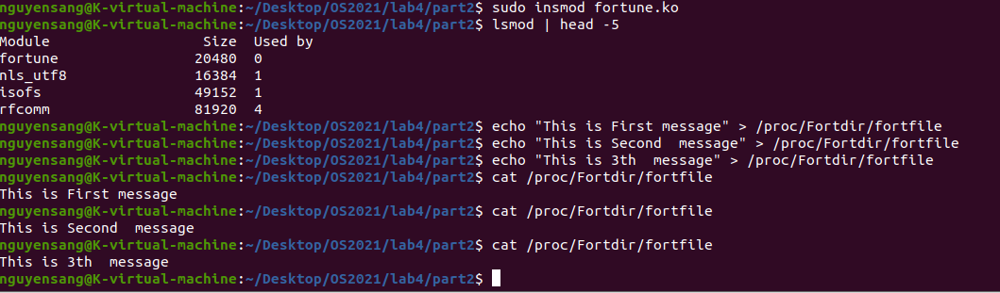 nguyensang@K-virtual-machine:~/Desktop/OS2021/lab4/part2$ sudo insmod fortune.ko
nguyensang@K-virtual-machine:~/Desktop/OS2021/lab4/part2$ lsmod | head -5
Module                  Size  Used by
fortune                20480  0
nls_utf8               16384  1
isofs                  49152  1
rfcomm                 81920  4
nguyensang@K-virtual-machine:~/Desktop/OS2021/lab4/part2$ echo "This is First message" > /proc/Fortdir/fortfile
nguyensang@K-virtual-machine:~/Desktop/OS2021/lab4/part2$ echo "This is Second  message" > /proc/Fortdir/fortfile
nguyensang@K-virtual-machine:~/Desktop/OS2021/lab4/part2$ echo "This is 3th  message" > /proc/Fortdir/fortfile
nguyensang@K-virtual-machine:~/Desktop/OS2021/lab4/part2$ cat /proc/Fortdir/fortfile
This is First message
nguyensang@K-virtual-machine:~/Desktop/OS2021/lab4/part2$ cat /proc/Fortdir/fortfile
This is Second  message
nguyensang@K-virtual-machine:~/Desktop/OS2021/lab4/part2$ cat /proc/Fortdir/fortfile
This is 3th  message
nguyensang@K-virtual-machine:~/Desktop/OS2021/lab4/part2$